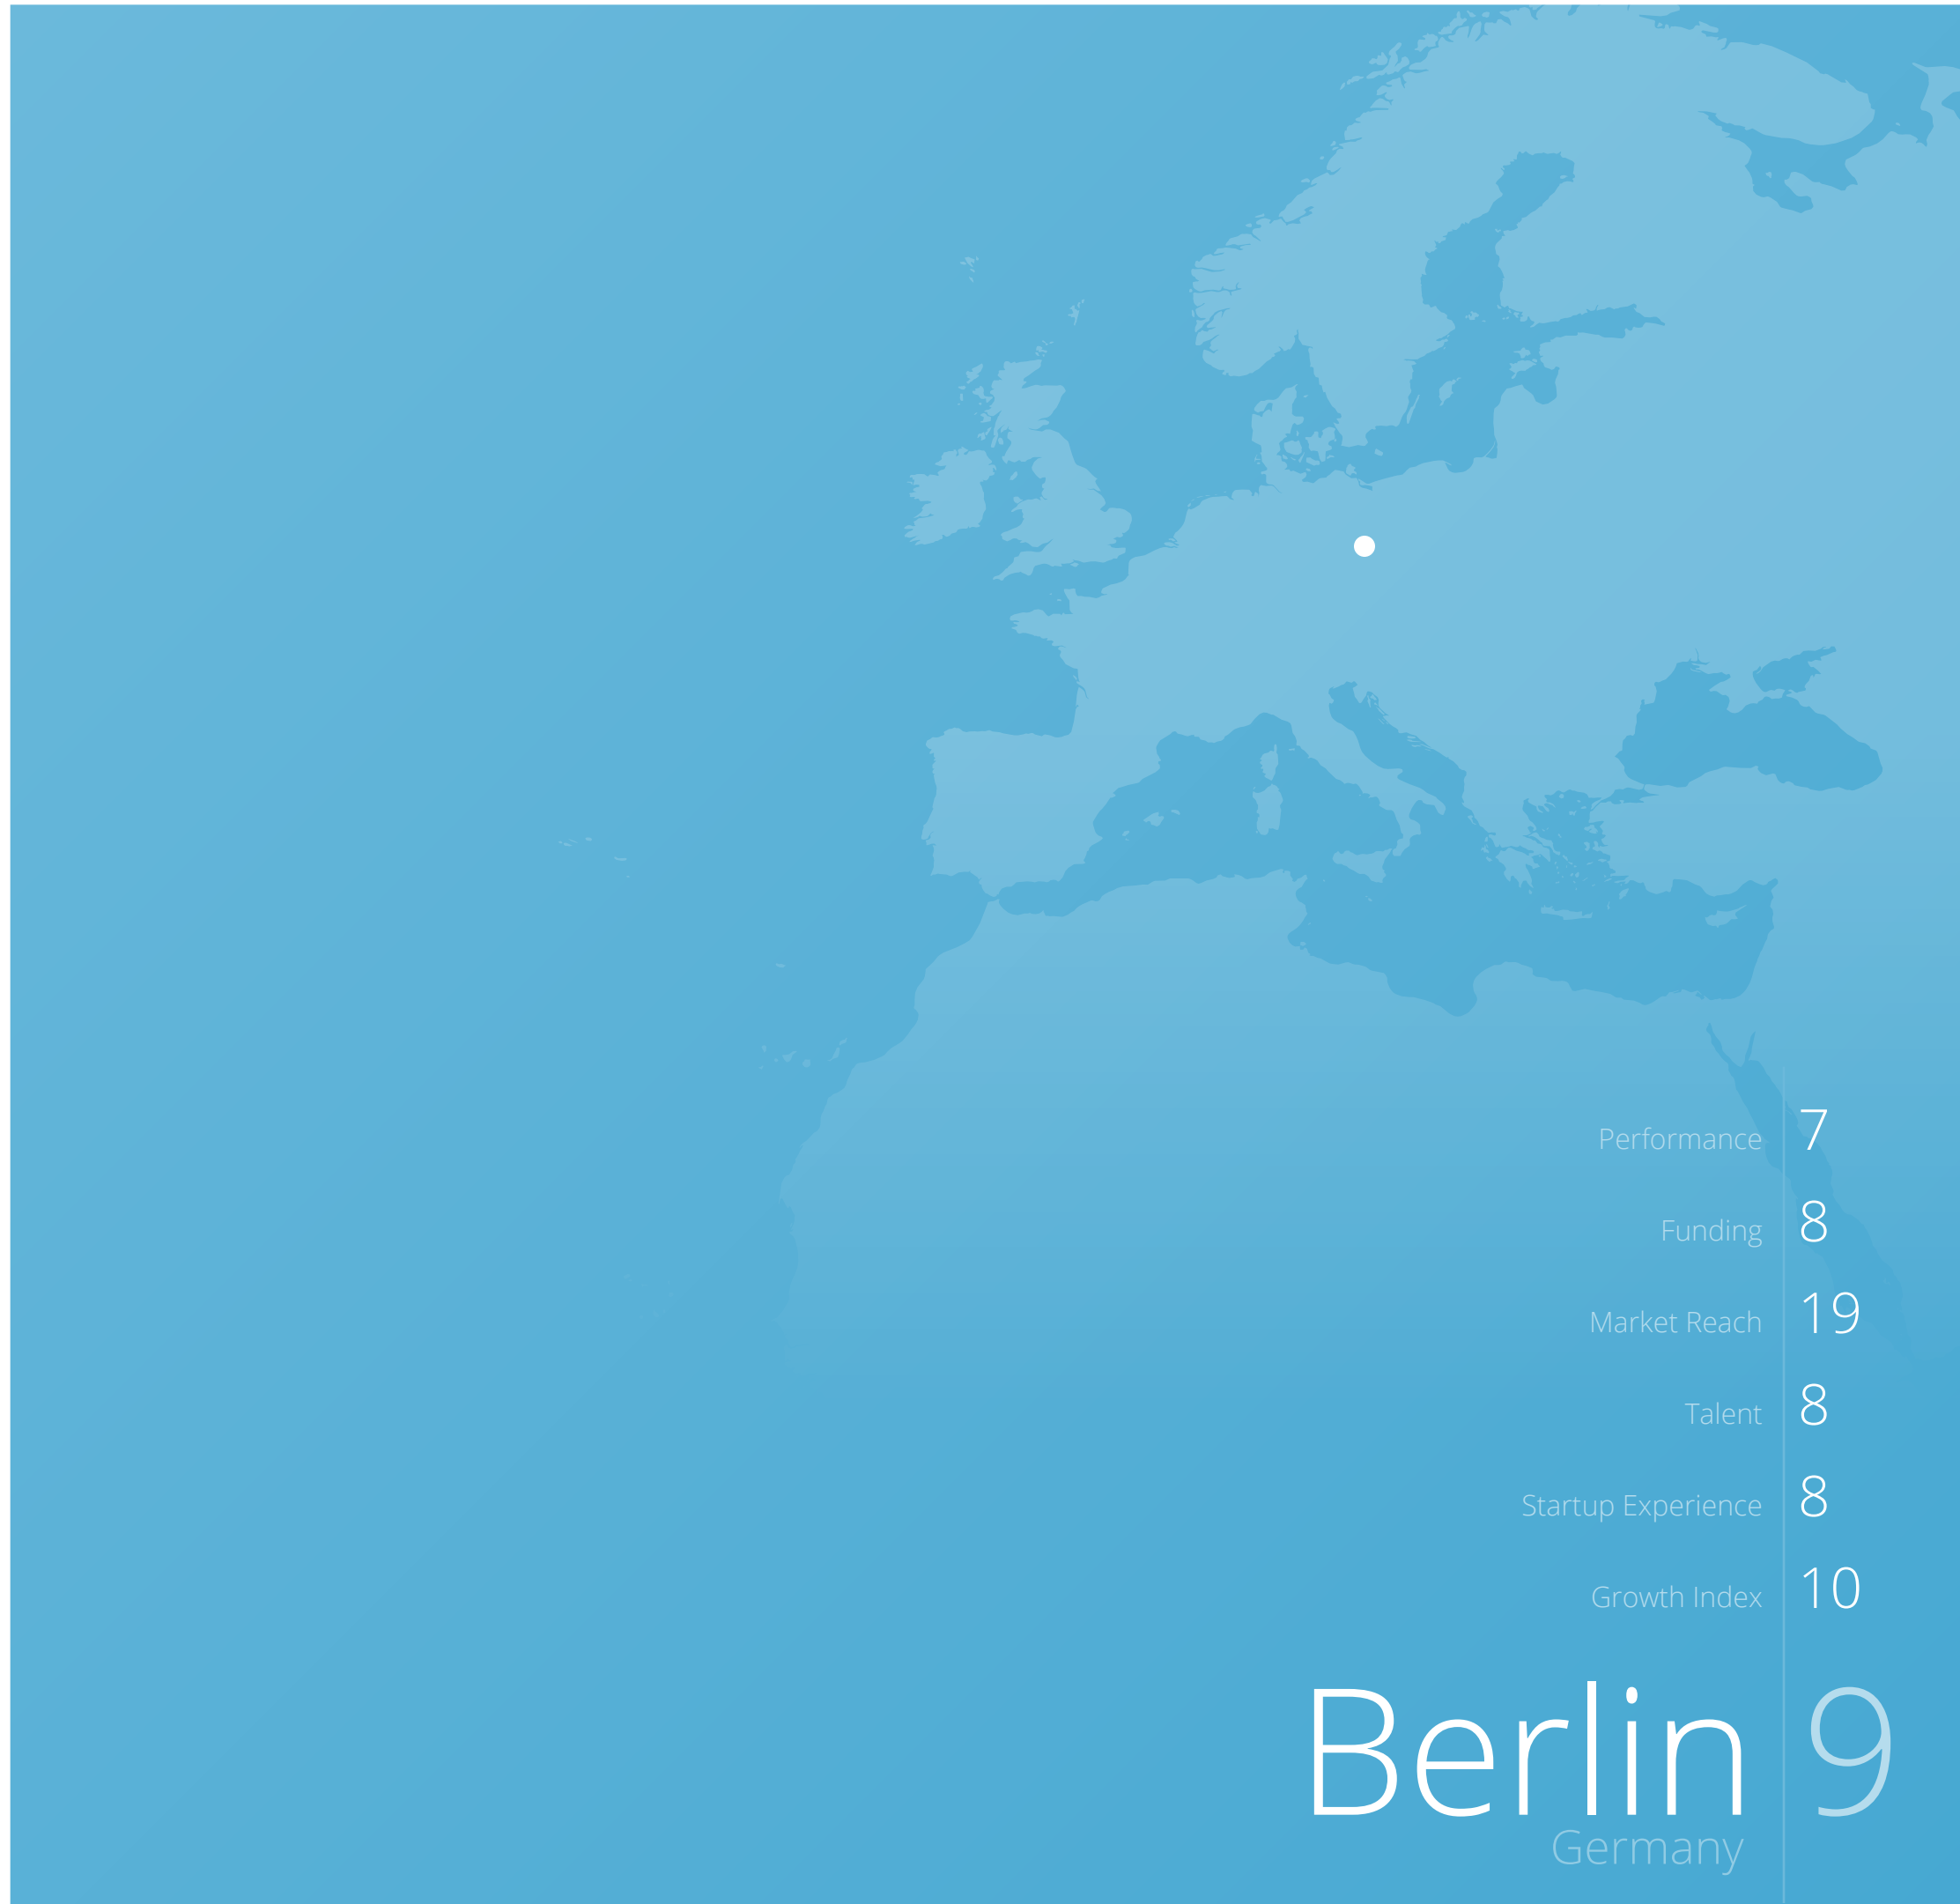 Performance 7
Funding 8
Market Reach 19
Talent 8
Startup Experience 8
Growth Index 10
Berlin 9
Germany